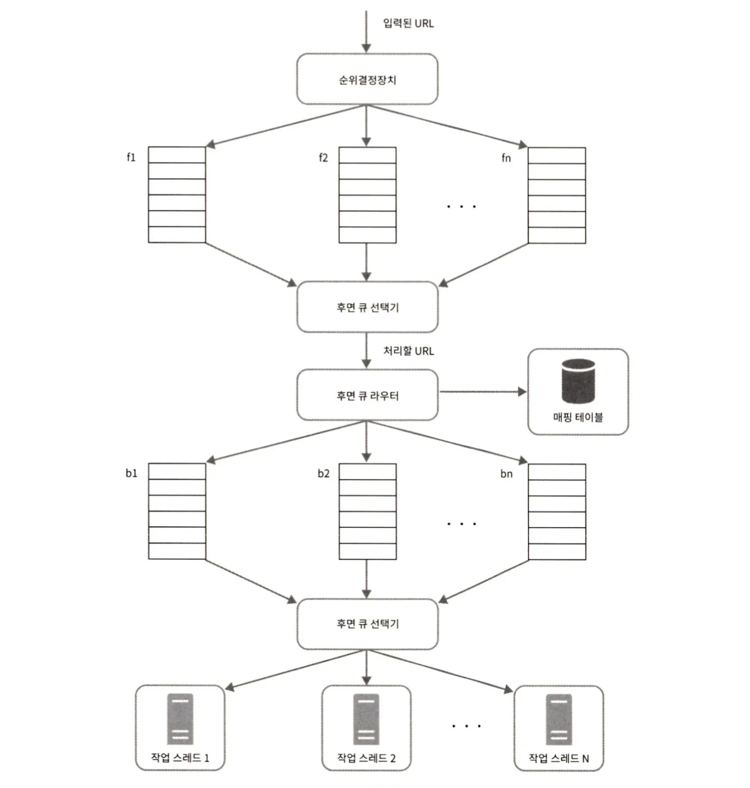 입력된 URL
순위결정장치
f1
f2
fn
. . .
후면 큐 선택기
처리할 URL
후면 큐 라우터
매핑 테이블
b1
b2
bn
. . .
후면 큐 선택기
. . .
작업 스레드 1
작업 스레드 2
작업 스레드 N